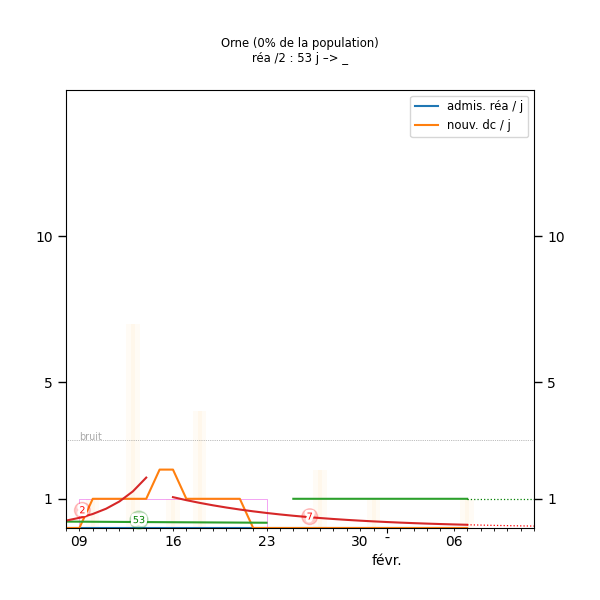 Orne (0% de la population)
réa /2 : 53 j –> _
admis. réa / j
nouv. dc / j
10
10
5
5
bruit
1
1
2
53
7
09
16
23
30
-
06
févr.